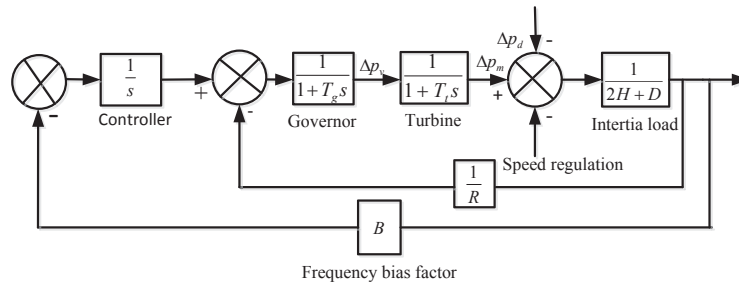 Δp_d
-
1/s
+
-
1/(1+T_g s)
Δp_v
1/(1+T_t s)
Δp_m
+
-
1/(2H+D)
-
Controller
Governor
Turbine
Intertia load
Speed regulation
1/R
B
Frequency bias factor